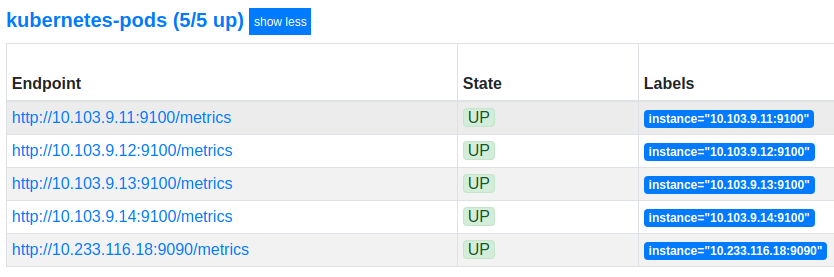 kubernetes-pods (5/5 up) show less
Endpoint State Labels
http://10.103.9.11:9100/metrics UP instance="10.103.9.11:9100"
http://10.103.9.12:9100/metrics UP instance="10.103.9.12:9100"
http://10.103.9.13:9100/metrics UP instance="10.103.9.13:9100"
http://10.103.9.14:9100/metrics UP instance="10.103.9.14:9100"
http://10.233.116.18:9090/metrics UP instance="10.233.116.18:9090"